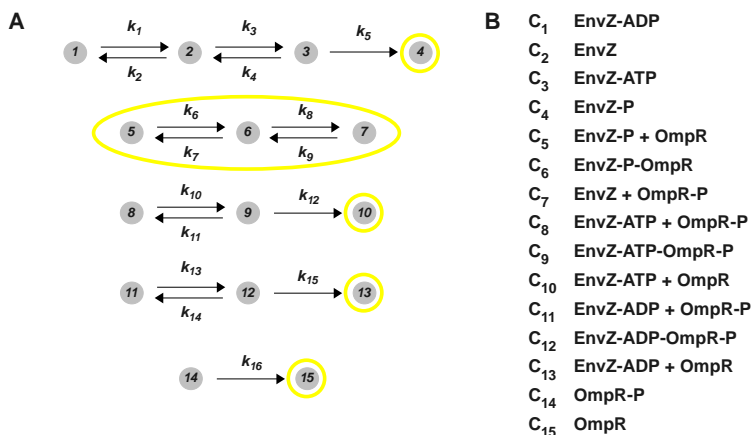 A
k1 k3 k5
1 2 3 4
k2 k4
k6 k8
5 6 7
k7 k9
k10 k12
8 9 10
k11
k13 k15
11 12 13
k14
k16
14 15
B
C1 EnvZ-ADP
C2 EnvZ
C3 EnvZ-ATP
C4 EnvZ-P
C5 EnvZ-P + OmpR
C6 EnvZ-P-OmpR
C7 EnvZ + OmpR-P
C8 EnvZ-ATP + OmpR-P
C9 EnvZ-ATP-OmpR-P
C10 EnvZ-ATP + OmpR
C11 EnvZ-ADP + OmpR-P
C12 EnvZ-ADP-OmpR-P
C13 EnvZ-ADP + OmpR
C14 OmpR-P
C15 OmpR